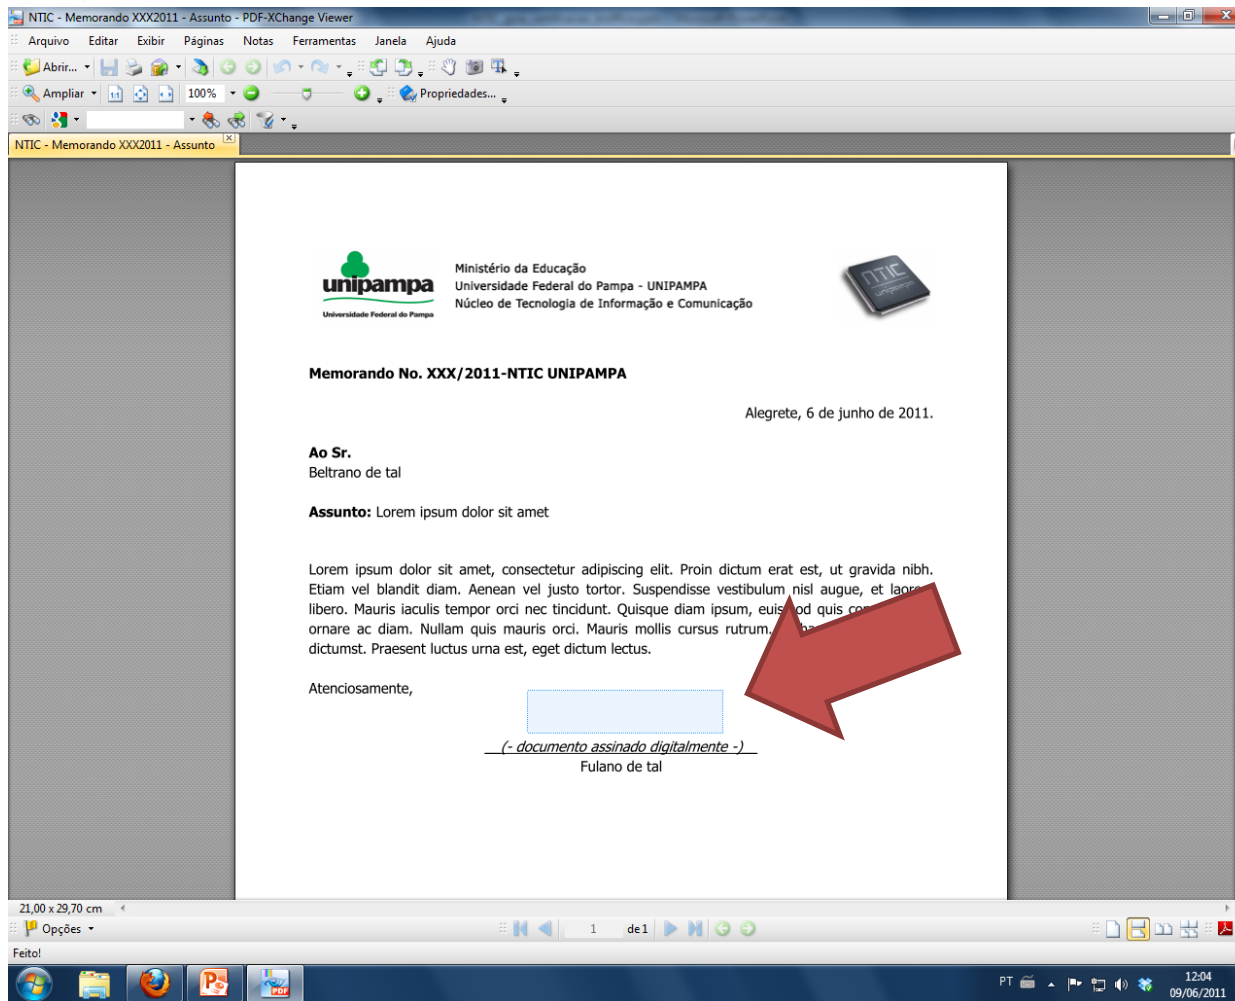 NTIC - Memorando XXX2011 - Assunto - PDF-XChange Viewer
Arquivo Editar Exibir Páginas Notas Ferramentas Janela Ajuda
Abrir...
Ampliar 100% Propriedades...
NTIC - Memorando XXX2011 - Assunto
unipampa
Universidade Federal do Pampa
Ministério da Educação
Universidade Federal do Pampa - UNIPAMPA
Núcleo de Tecnologia de Informação e Comunicação
NTIC
unipampa
Memorando No. XXX/2011-NTIC UNIPAMPA
Alegrete, 6 de junho de 2011.
Ao Sr.
Beltrano de tal
Assunto: Lorem ipsum dolor sit amet
Lorem ipsum dolor sit amet, consectetur adipiscing elit. Proin dictum erat est, ut gravida nibh.
Etiam vel blandit diam. Aenean vel justo tortor. Suspendisse vestibulum nisl augue, et
libero. Mauris iaculis tempor orci nec tincidunt. Quisque diam ipsum, quis
ornare ac diam. Nullam quis mauris orci. Mauris mollis cursus rutrum.
dictumst. Praesent luctus urna est, eget dictum lectus.
Atenciosamente,
(- documento assinado digitalmente -)
Fulano de tal
21,00 x 29,70 cm
Opções 1 de 1
Feito!
PT 12:04
09/06/2011